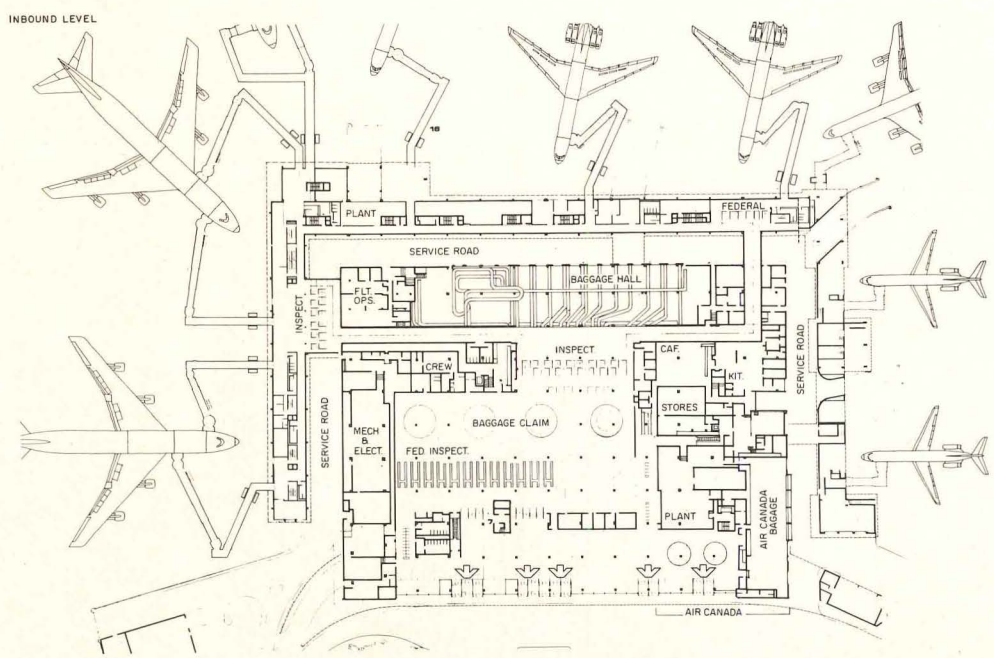 INBOUND LEVEL
16
PLANT
FEDERAL
SERVICE ROAD
BAGGAGE HALL
FLT.
OPS.
INSPECT
INSPECT
CAF.
CREW
KIT.
SERVICE ROAD
STORES
BAGGAGE CLAIM
MECH
&
ELECT.
FED. INSPECT.
SERVICE ROAD
PLANT
AIR CANADA
BAGAGE
AIR CANADA